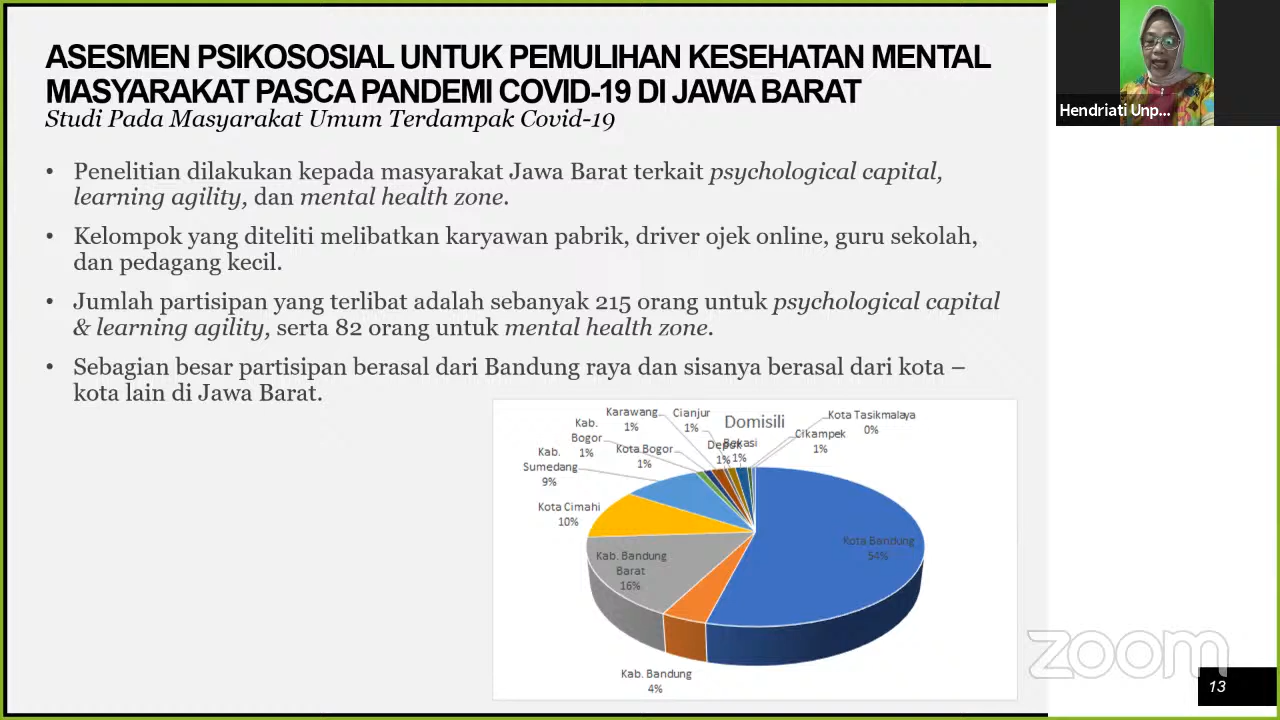 ASESMEN PSIKOSOSIAL UNTUK PEMULIHAN KESEHATAN MENTAL
MASYARAKAT PASCA PANDEMI COVID-19 DI JAWA BARAT
Studi Pada Masyarakat Umum Terdampak Covid-19
Hendriati Unp...
• Penelitian dilakukan kepada masyarakat Jawa Barat terkait psychological capital,
learning agility, dan mental health zone.
• Kelompok yang diteliti melibatkan karyawan pabrik, driver ojek online, guru sekolah,
dan pedagang kecil.
• Jumlah partisipan yang terlibat adalah sebanyak 215 orang untuk psychological capital
& learning agility, serta 82 orang untuk mental health zone.
• Sebagian besar partisipan berasal dari Bandung raya dan sisanya berasal dari kota –
kota lain di Jawa Barat.
Domisili
Kota Tasikmalaya
0%
Cikampek
1%
Bekasi
1%
Depok
1%
Cianjur
1%
Karawang
1%
Kota Bogor
1%
Kab.
Bogor
1%
Kab.
Sumedang
9%
Kota Cimahi
10%
Kab. Bandung
Barat
16%
Kab. Bandung
4%
Kota Bandung
54%
zoom
13